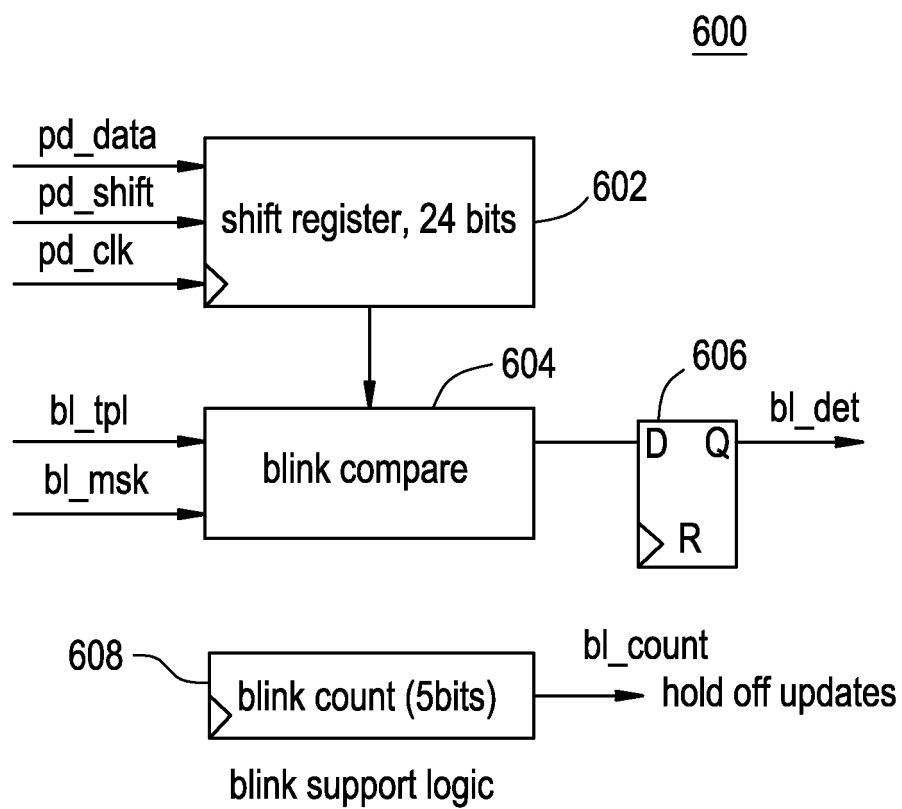 600
pd_data
pd_shift
pd_clk
shift register, 24 bits
602
604
606
bl_tpl
bl_msk
blink compare
D Q
R
bl_det
608
blink count (5bits)
bl_count
hold off updates
blink support logic